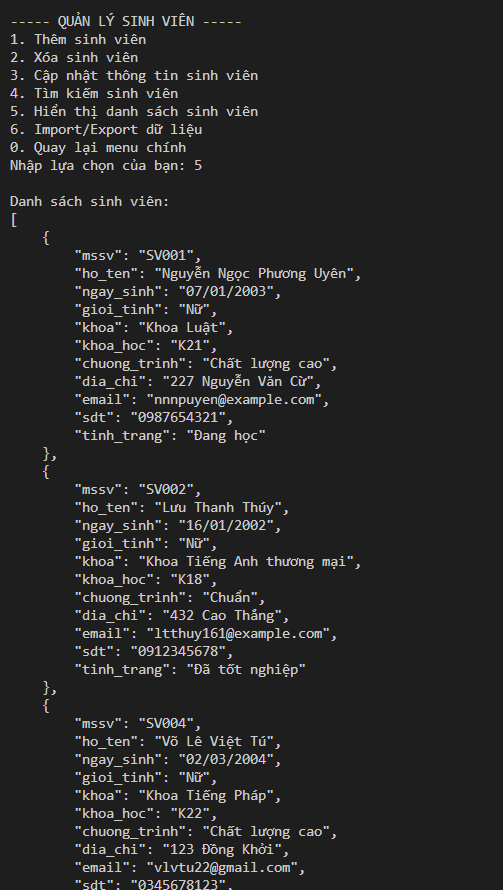 ----- QUẢN LÝ SINH VIÊN -----
1. Thêm sinh viên
2. Xóa sinh viên
3. Cập nhật thông tin sinh viên
4. Tìm kiếm sinh viên
5. Hiển thị danh sách sinh viên
6. Import/Export dữ liệu
0. Quay lại menu chính
Nhập lựa chọn của bạn: 5

Danh sách sinh viên:
[
    {
        "mssv": "SV001",
        "ho_ten": "Nguyễn Ngọc Phương Uyên",
        "ngay_sinh": "07/01/2003",
        "gioi_tinh": "Nữ",
        "khoa": "Khoa Luật",
        "khoa_hoc": "K21",
        "chuong_trinh": "Chất lượng cao",
        "dia_chi": "227 Nguyễn Văn Cừ",
        "email": "nnnpuyen@example.com",
        "sdt": "0987654321",
        "tinh_trang": "Đang học"
    },
    {
        "mssv": "SV002",
        "ho_ten": "Lưu Thanh Thúy",
        "ngay_sinh": "16/01/2002",
        "gioi_tinh": "Nữ",
        "khoa": "Khoa Tiếng Anh thương mại",
        "khoa_hoc": "K18",
        "chuong_trinh": "Chuẩn",
        "dia_chi": "432 Cao Thắng",
        "email": "ltthuy161@example.com",
        "sdt": "0912345678",
        "tinh_trang": "Đã tốt nghiệp"
    },
    {
        "mssv": "SV004",
        "ho_ten": "Võ Lê Việt Tú",
        "ngay_sinh": "02/03/2004",
        "gioi_tinh": "Nữ",
        "khoa": "Khoa Tiếng Pháp",
        "khoa_hoc": "K22",
        "chuong_trinh": "Chất lượng cao",
        "dia_chi": "123 Đồng Khởi",
        "email": "vlvtu22@gmail.com",
        "sdt": "0345678123",